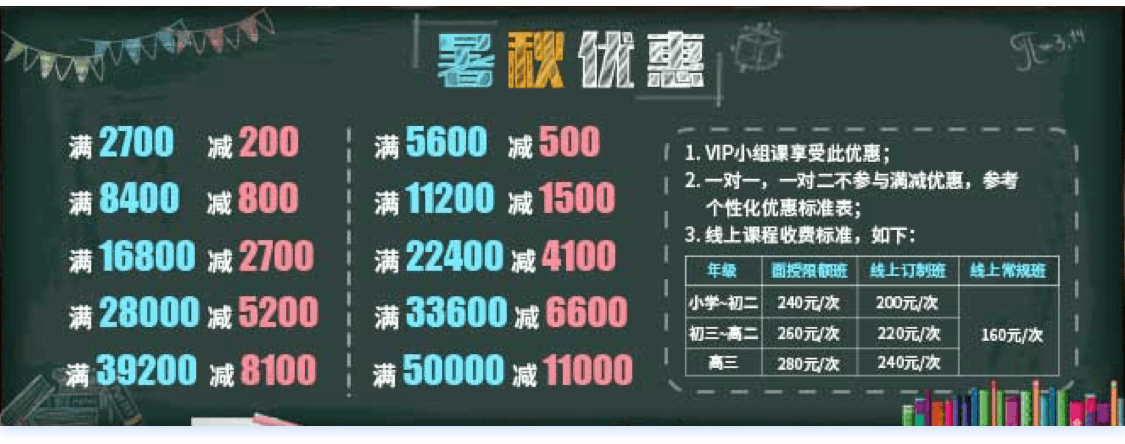 暑秋优惠
π=3.14
满2700 减200
满8400 减800
满16800 减2700
满28000 减5200
满39200 减8100
满5600 减500
满11200 减1500
满22400 减4100
满33600 减6600
满50000 减11000
1. VIP小组课享受此优惠；
2. 一对一，一对二不参与满减优惠，参考
个性化优惠标准表；
3. 线上课程收费标准，如下：
年级 面授限额班 线上订制班 线上常规班
小学~初二 240元/次 200元/次
初三~高二 260元/次 220元/次 160元/次
高三 280元/次 240元/次